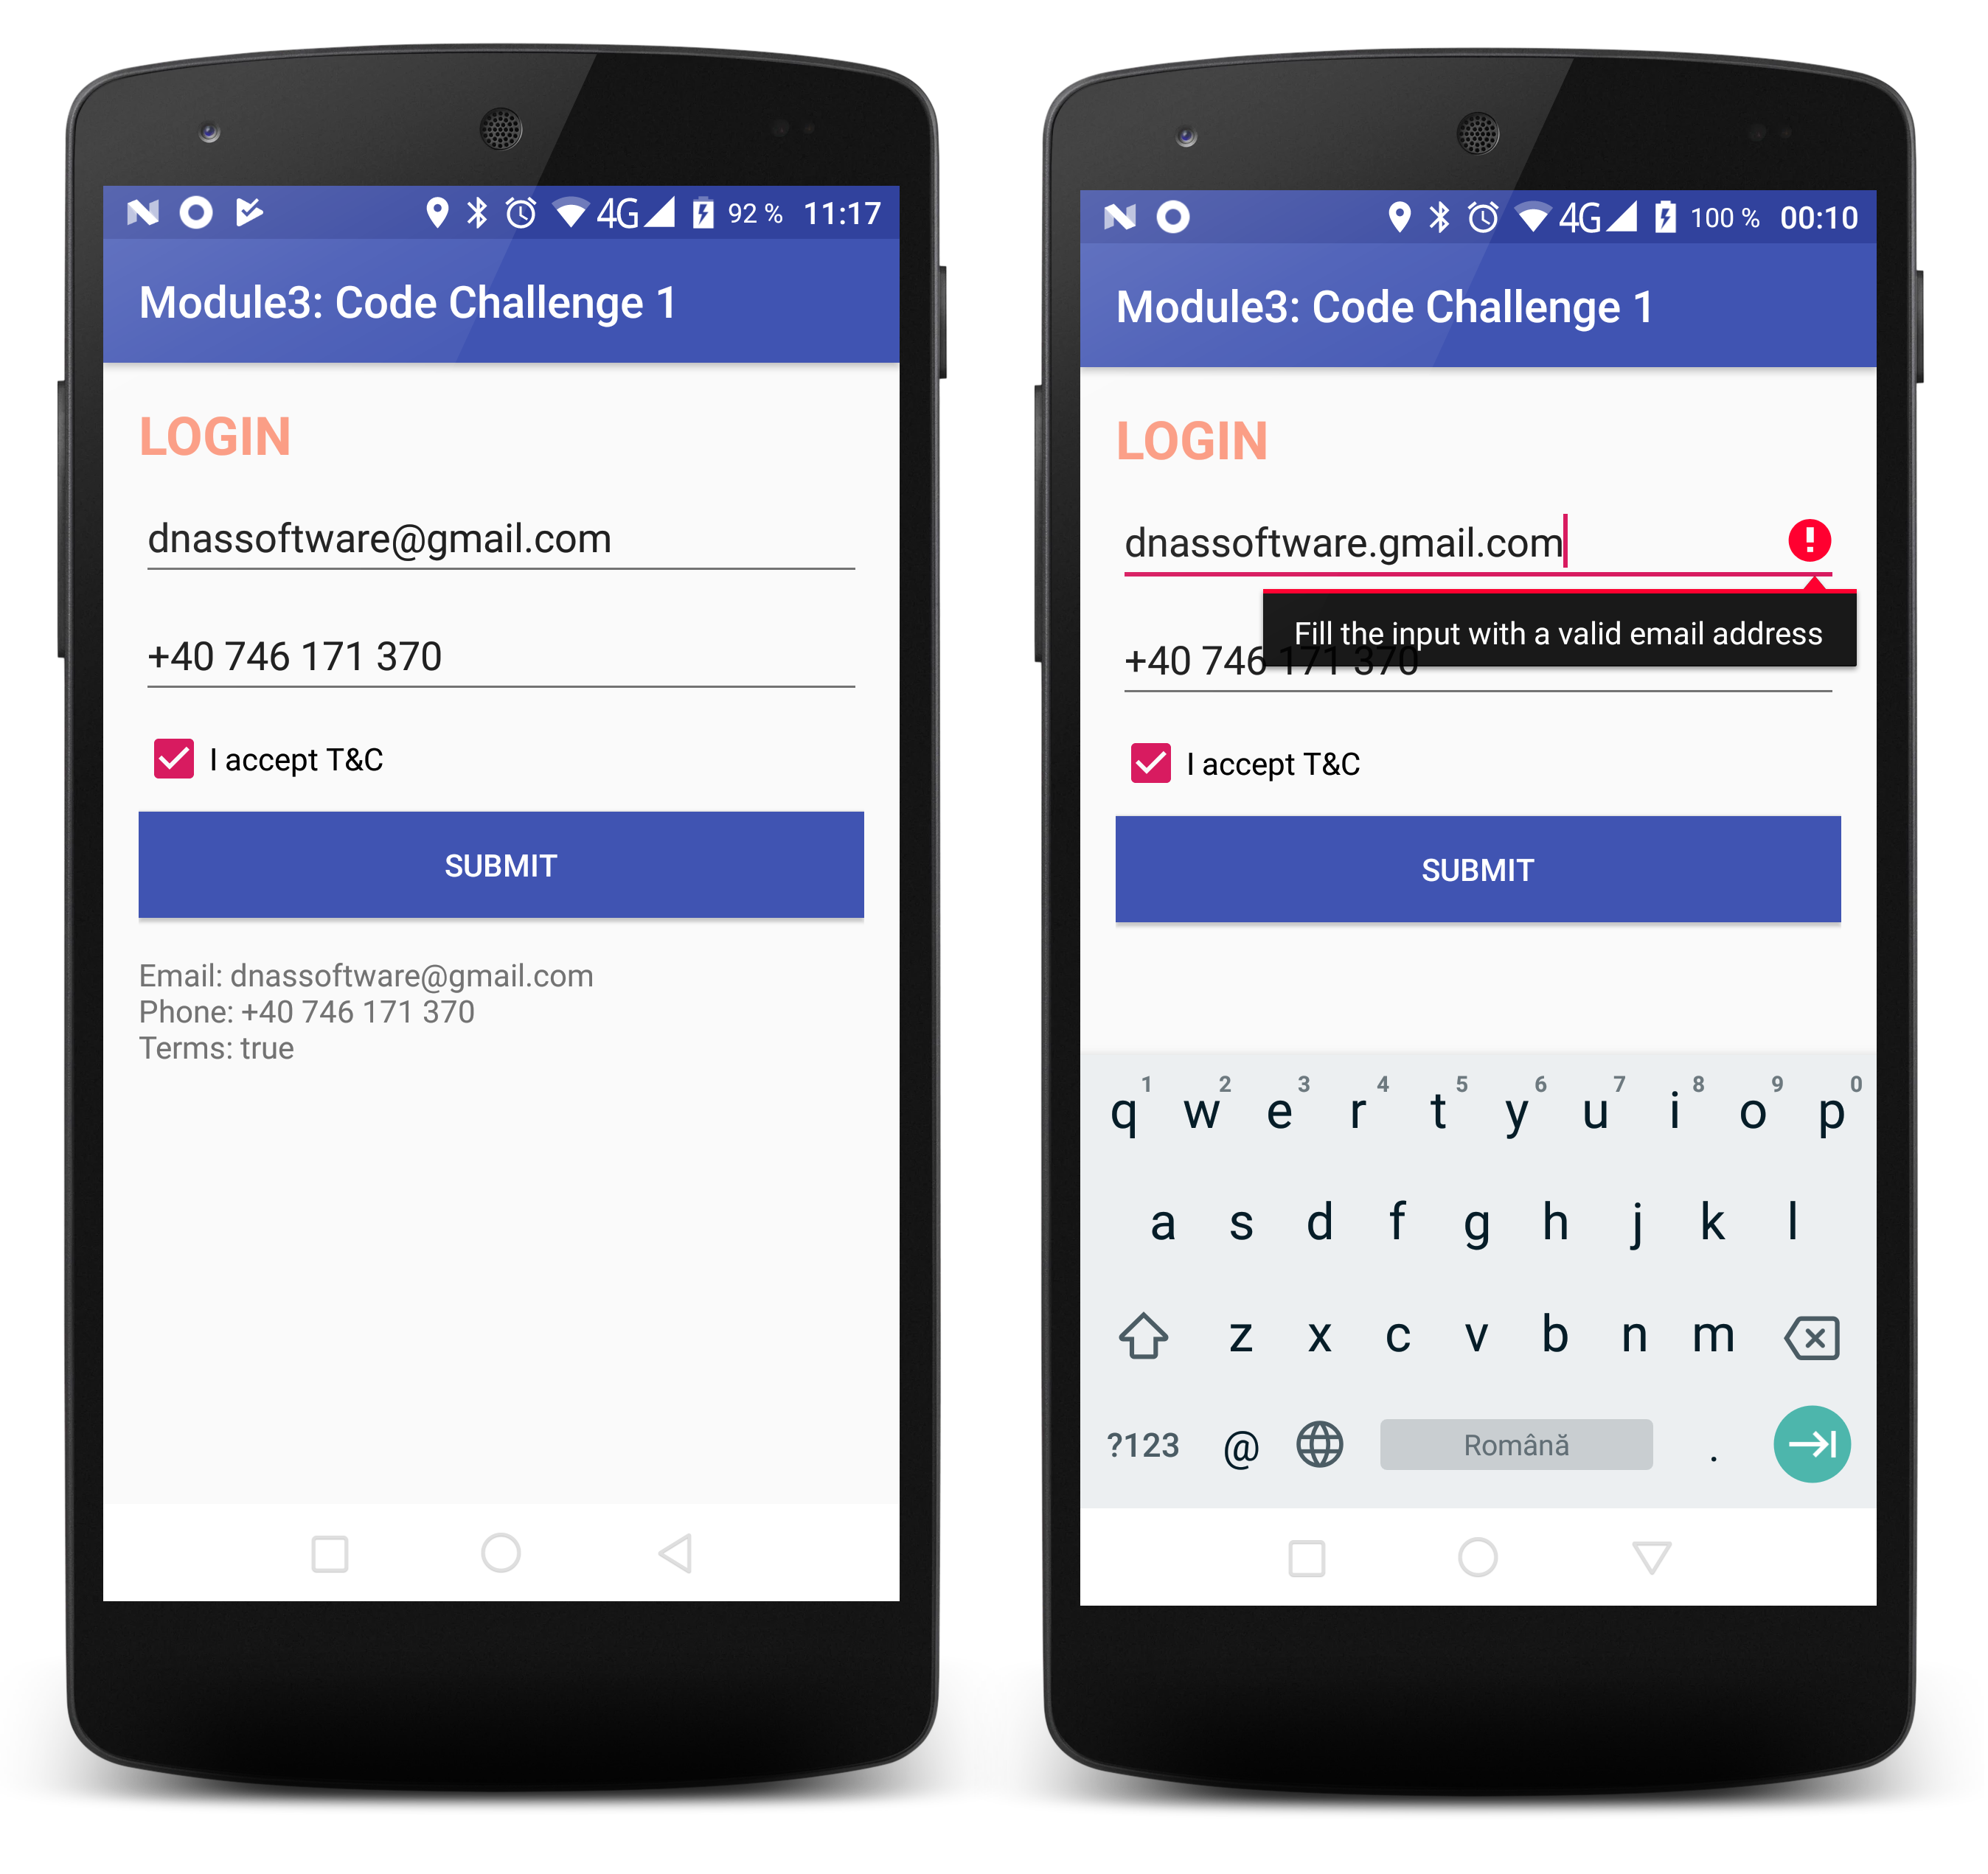 4G 92 % 11:17
Module3: Code Challenge 1
LOGIN
dnassoftware@gmail.com
+40 746 171 370
I accept T&C
SUBMIT
Email: dnassoftware@gmail.com
Phone: +40 746 171 370
Terms: true
4G 100 % 00:10
Module3: Code Challenge 1
LOGIN
dnassoftware.gmail.com
Fill the input with a valid email address
+40 746 171 370
I accept T&C
SUBMIT
1 2 3 4 5 6 7 8 9 0
q w e r t y u i o p
a s d f g h j k l
z x c v b n m
?123 @ Română .